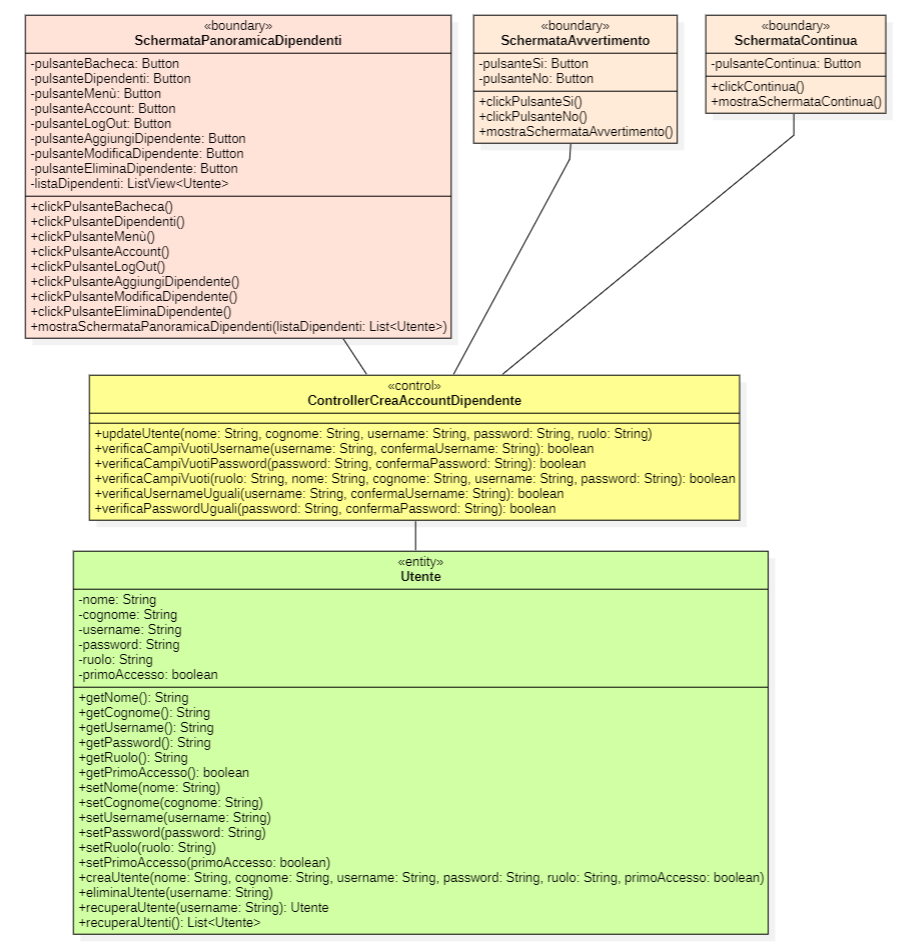 «boundary»
SchermataPanoramicaDipendenti
-pulsanteBacheca: Button
-pulsanteDipendenti: Button
-pulsanteMenù: Button
-pulsanteAccount: Button
-pulsanteLogOut: Button
-pulsanteAggiungiDipendente: Button
-pulsanteModificaDipendente: Button
-pulsanteEliminaDipendente: Button
-listaDipendenti: ListView<Utente>
+clickPulsanteBacheca()
+clickPulsanteDipendenti()
+clickPulsanteMenù()
+clickPulsanteAccount()
+clickPulsanteLogOut()
+clickPulsanteAggiungiDipendente()
+clickPulsanteModificaDipendente()
+clickPulsanteEliminaDipendente()
+mostraSchermataPanoramicaDipendenti(listaDipendenti: List<Utente>)
«boundary»
SchermataAvvertimento
-pulsanteSi: Button
-pulsanteNo: Button
+clickPulsanteSi()
+clickPulsanteNo()
+mostraSchermataAvvertimento()
«boundary»
SchermataContinua
-pulsanteContinua: Button
+clickContinua()
+mostraSchermataContinua()
«control»
ControllerCreaAccountDipendente
+updateUtente(nome: String, cognome: String, username: String, password: String, ruolo: String)
+verificaCampiVuotiUsername(username: String, confermaUsername: String): boolean
+verificaCampiVuotiPassword(password: String, confermaPassword: String): boolean
+verificaCampiVuoti(ruolo: String, nome: String, cognome: String, username: String, password: String): boolean
+verificaUsernameUguali(username: String, confermaUsername: String): boolean
+verificaPasswordUguali(password: String, confermaPassword: String): boolean
«entity»
Utente
-nome: String
-cognome: String
-username: String
-password: String
-ruolo: String
-primoAccesso: boolean
+getNome(): String
+getCognome(): String
+getUsername(): String
+getPassword(): String
+getRuolo(): String
+getPrimoAccesso(): boolean
+setNome(nome: String)
+setCognome(cognome: String)
+setUsername(username: String)
+setPassword(password: String)
+setRuolo(ruolo: String)
+setPrimoAccesso(primoAccesso: boolean)
+creaUtente(nome: String, cognome: String, username: String, password: String, ruolo: String, primoAccesso: boolean)
+eliminaUtente(username: String)
+recuperaUtente(username: String): Utente
+recuperaUtenti(): List<Utente>